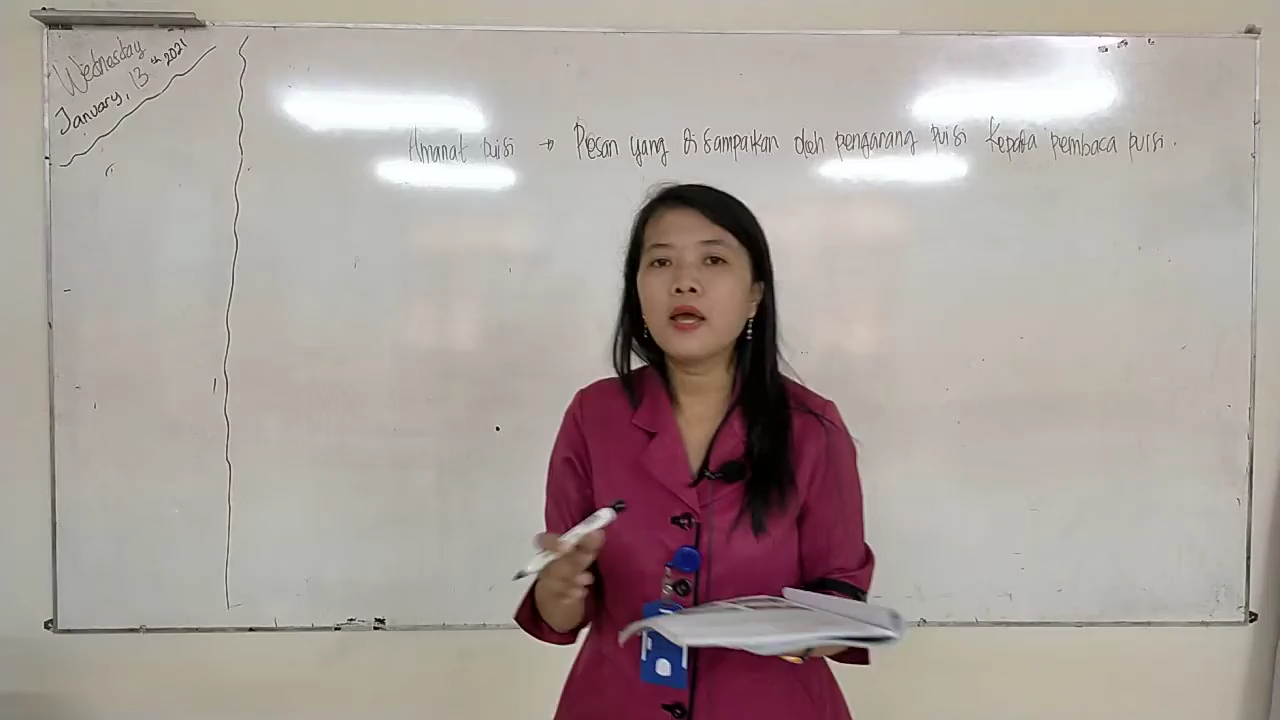 Wednesday
January, 13th 2021
Amanat puisi → Pesan yang disampaikan oleh pengarang puisi kepada pembaca puisi.